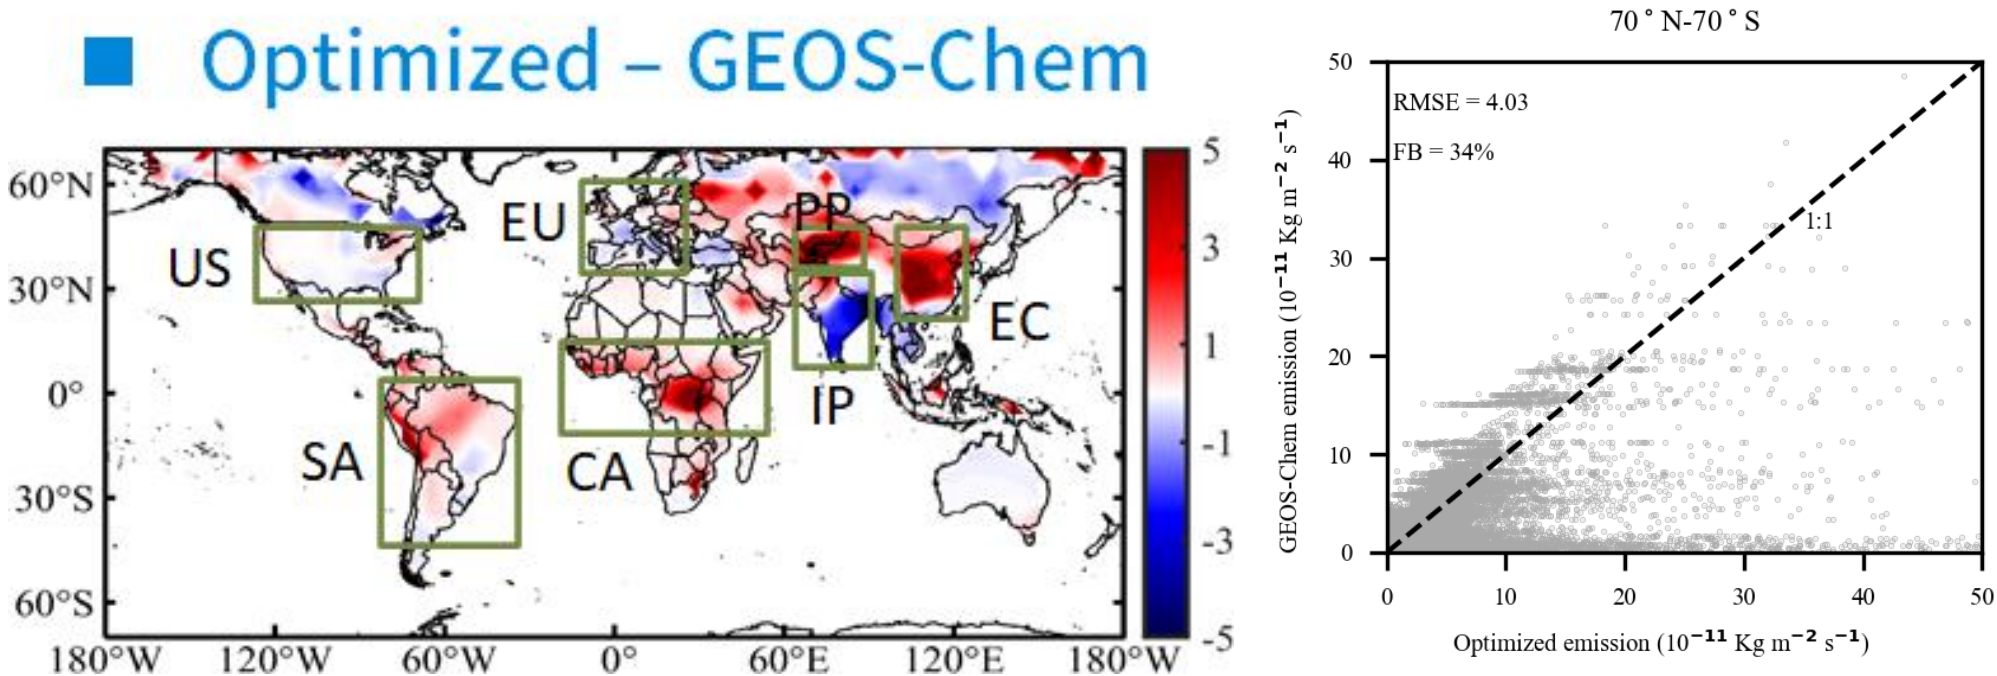 Optimized – GEOS-Chem
60°N
30°N
0°
30°S
60°S
180°W
120°W
60°W
0°
60°E
120°E
180°W
US
EU
PP
EC
IP
SA
CA
5
3
1
-1
-3
-5
70°N-70°S
RMSE = 4.03
FB = 34%
1:1
50
40
30
20
10
0
0
10
20
30
40
50
GEOS-Chem emission (10⁻¹¹ Kg m⁻² s⁻¹)
Optimized emission (10⁻¹¹ Kg m⁻² s⁻¹)